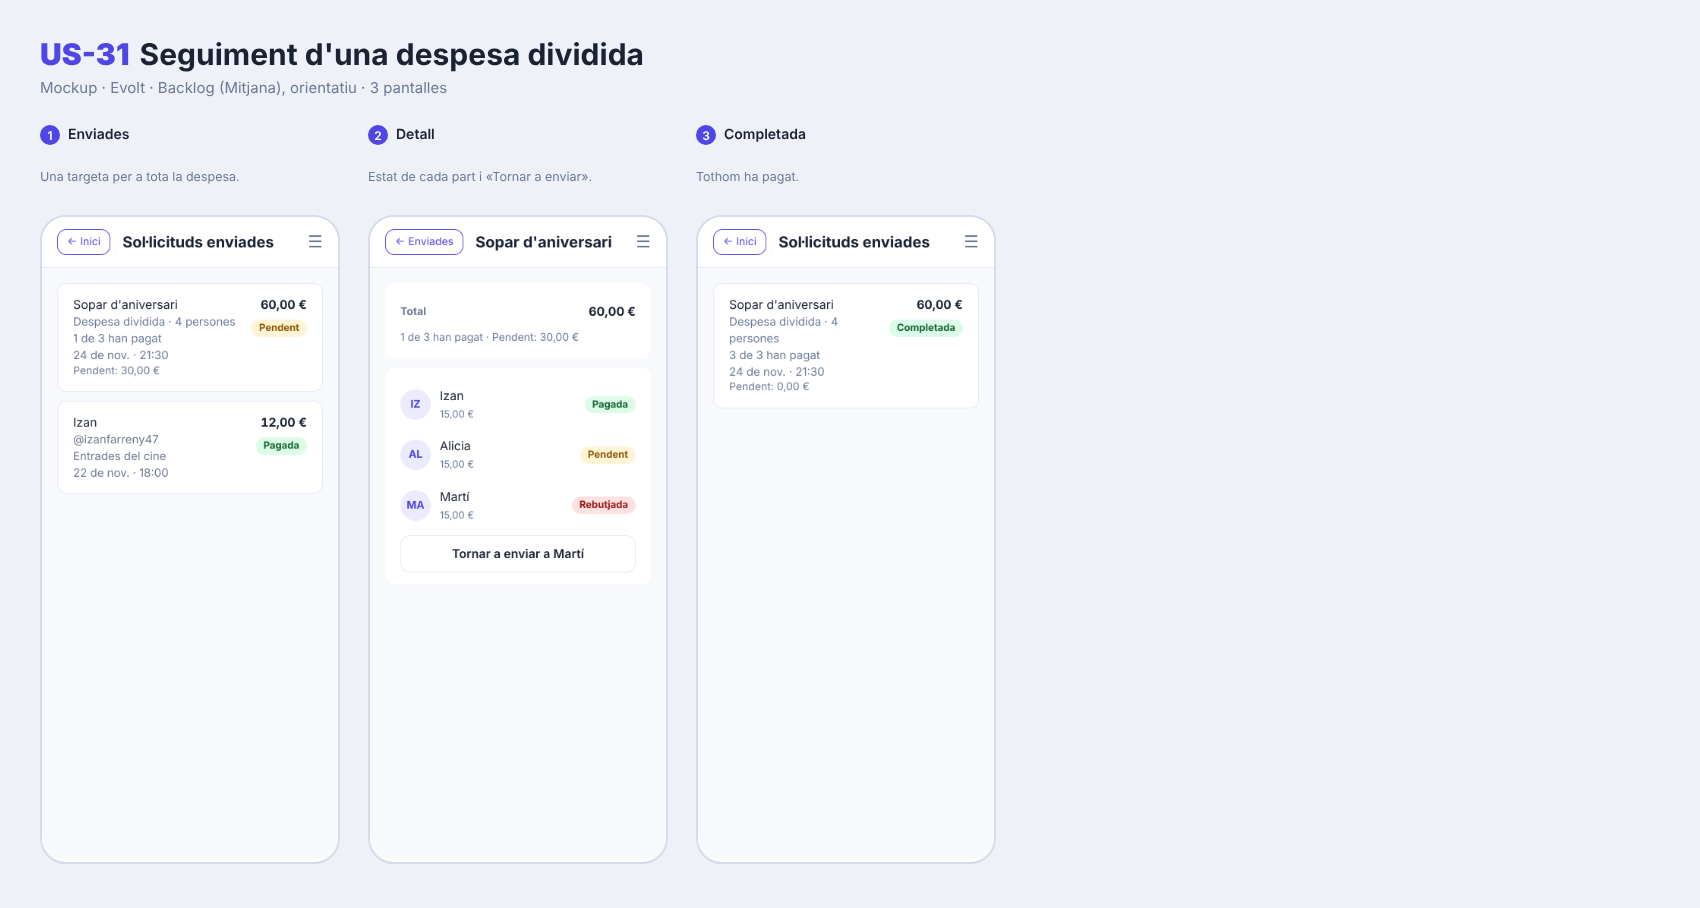 US-31 Seguiment d'una despesa dividida
Mockup · Evolt · Backlog (Mitjana), orientatiu · 3 pantalles
1 Enviades
Una targeta per a tota la despesa.
← Inici Sol·licituds enviades ☰
Sopar d'aniversari 60,00 €
Despesa dividida · 4 persones Pendent
1 de 3 han pagat
24 de nov. · 21:30
Pendent: 30,00 €
Izan 12,00 €
@izanfarreny47 Pagada
Entrades del cine
22 de nov. · 18:00
2 Detall
Estat de cada part i «Tornar a enviar».
← Enviades Sopar d'aniversari ☰
Total 60,00 €
1 de 3 han pagat · Pendent: 30,00 €
IZ Izan Pagada
15,00 €
AL Alicia Pendent
15,00 €
MA Martí Rebutjada
15,00 €
Tornar a enviar a Martí
3 Completada
Tothom ha pagat.
← Inici Sol·licituds enviades ☰
Sopar d'aniversari 60,00 €
Despesa dividida · 4 Completada
persones
3 de 3 han pagat
24 de nov. · 21:30
Pendent: 0,00 €